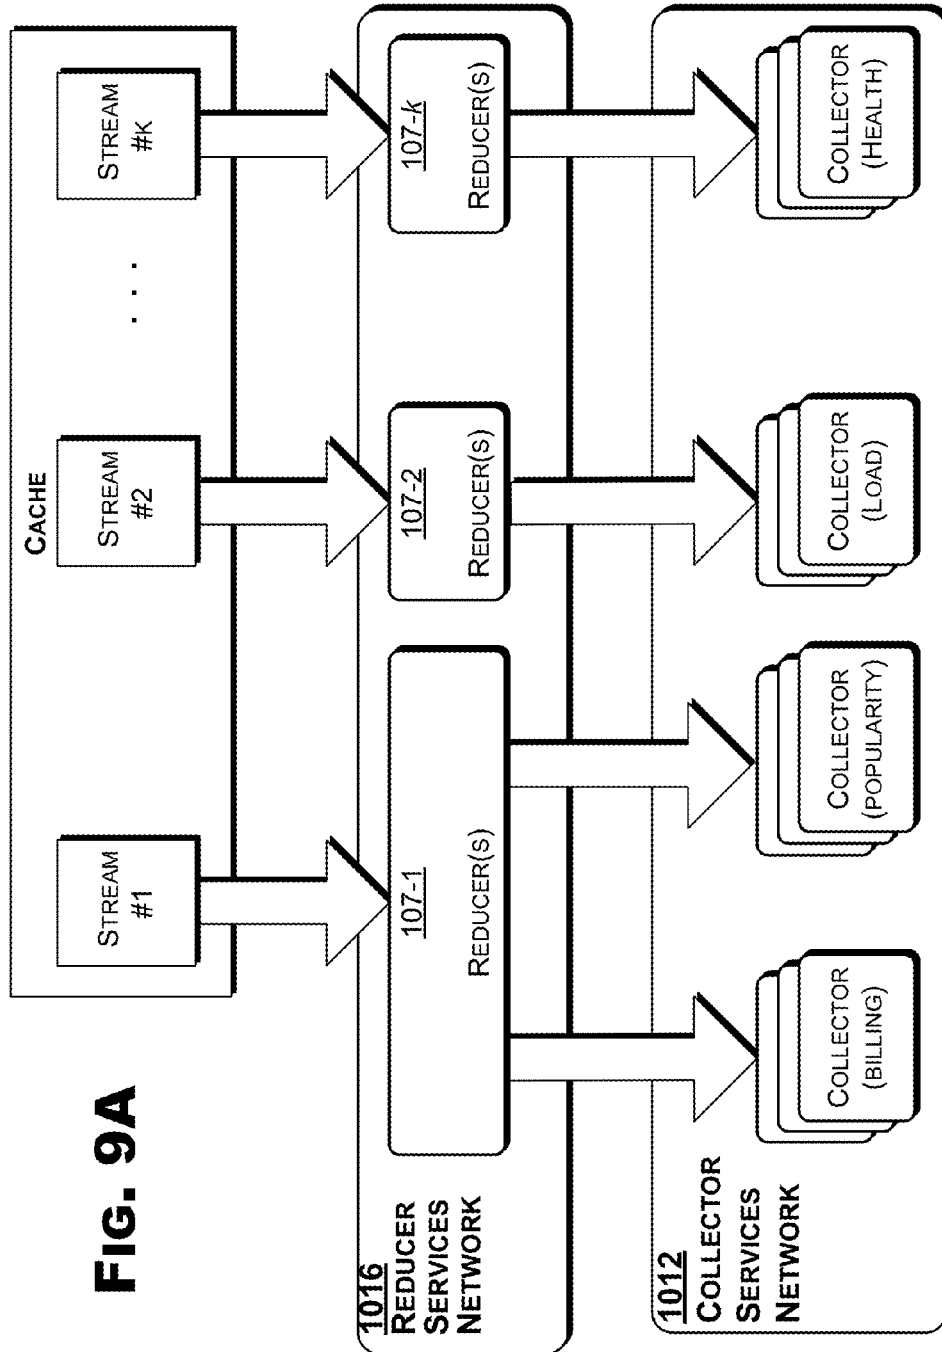 FIG. 9A
CACHE
STREAM
#1
STREAM
#2
. . .
STREAM
#K
1016
REDUCER
SERVICES
NETWORK
107-1
REDUCER(S)
107-2
REDUCER(S)
107-k
REDUCER(S)
1012
COLLECTOR
SERVICES
NETWORK
COLLECTOR
(BILLING)
COLLECTOR
(POPULARITY)
COLLECTOR
(LOAD)
COLLECTOR
(HEALTH)